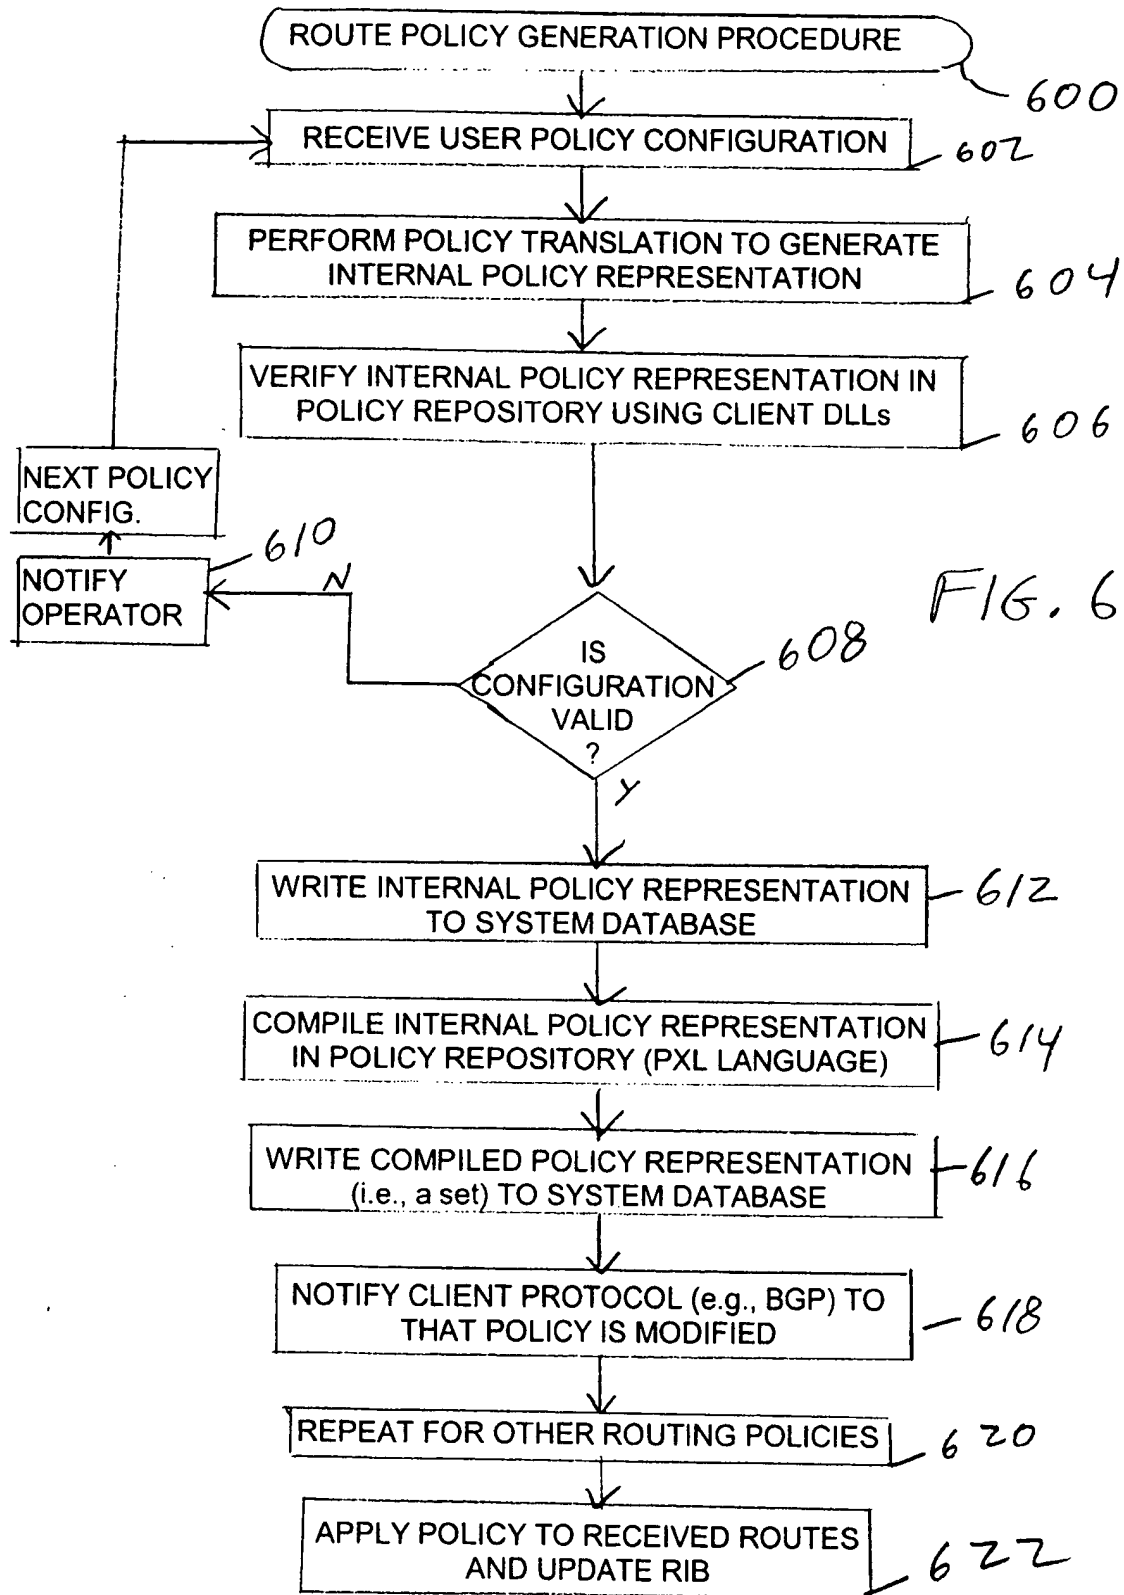 ROUTE POLICY GENERATION PROCEDURE
600
RECEIVE USER POLICY CONFIGURATION
602
PERFORM POLICY TRANSLATION TO GENERATE
INTERNAL POLICY REPRESENTATION
604
VERIFY INTERNAL POLICY REPRESENTATION IN
POLICY REPOSITORY USING CLIENT DLLs
606
NEXT POLICY
CONFIG.
610
NOTIFY
OPERATOR
N
FIG. 6
IS
CONFIGURATION
VALID
?
608
Y
WRITE INTERNAL POLICY REPRESENTATION
TO SYSTEM DATABASE
612
COMPILE INTERNAL POLICY REPRESENTATION
IN POLICY REPOSITORY (PXL LANGUAGE)
614
WRITE COMPILED POLICY REPRESENTATION
(i.e., a set) TO SYSTEM DATABASE
616
NOTIFY CLIENT PROTOCOL (e.g., BGP) TO
THAT POLICY IS MODIFIED
618
REPEAT FOR OTHER ROUTING POLICIES
620
APPLY POLICY TO RECEIVED ROUTES
AND UPDATE RIB
622